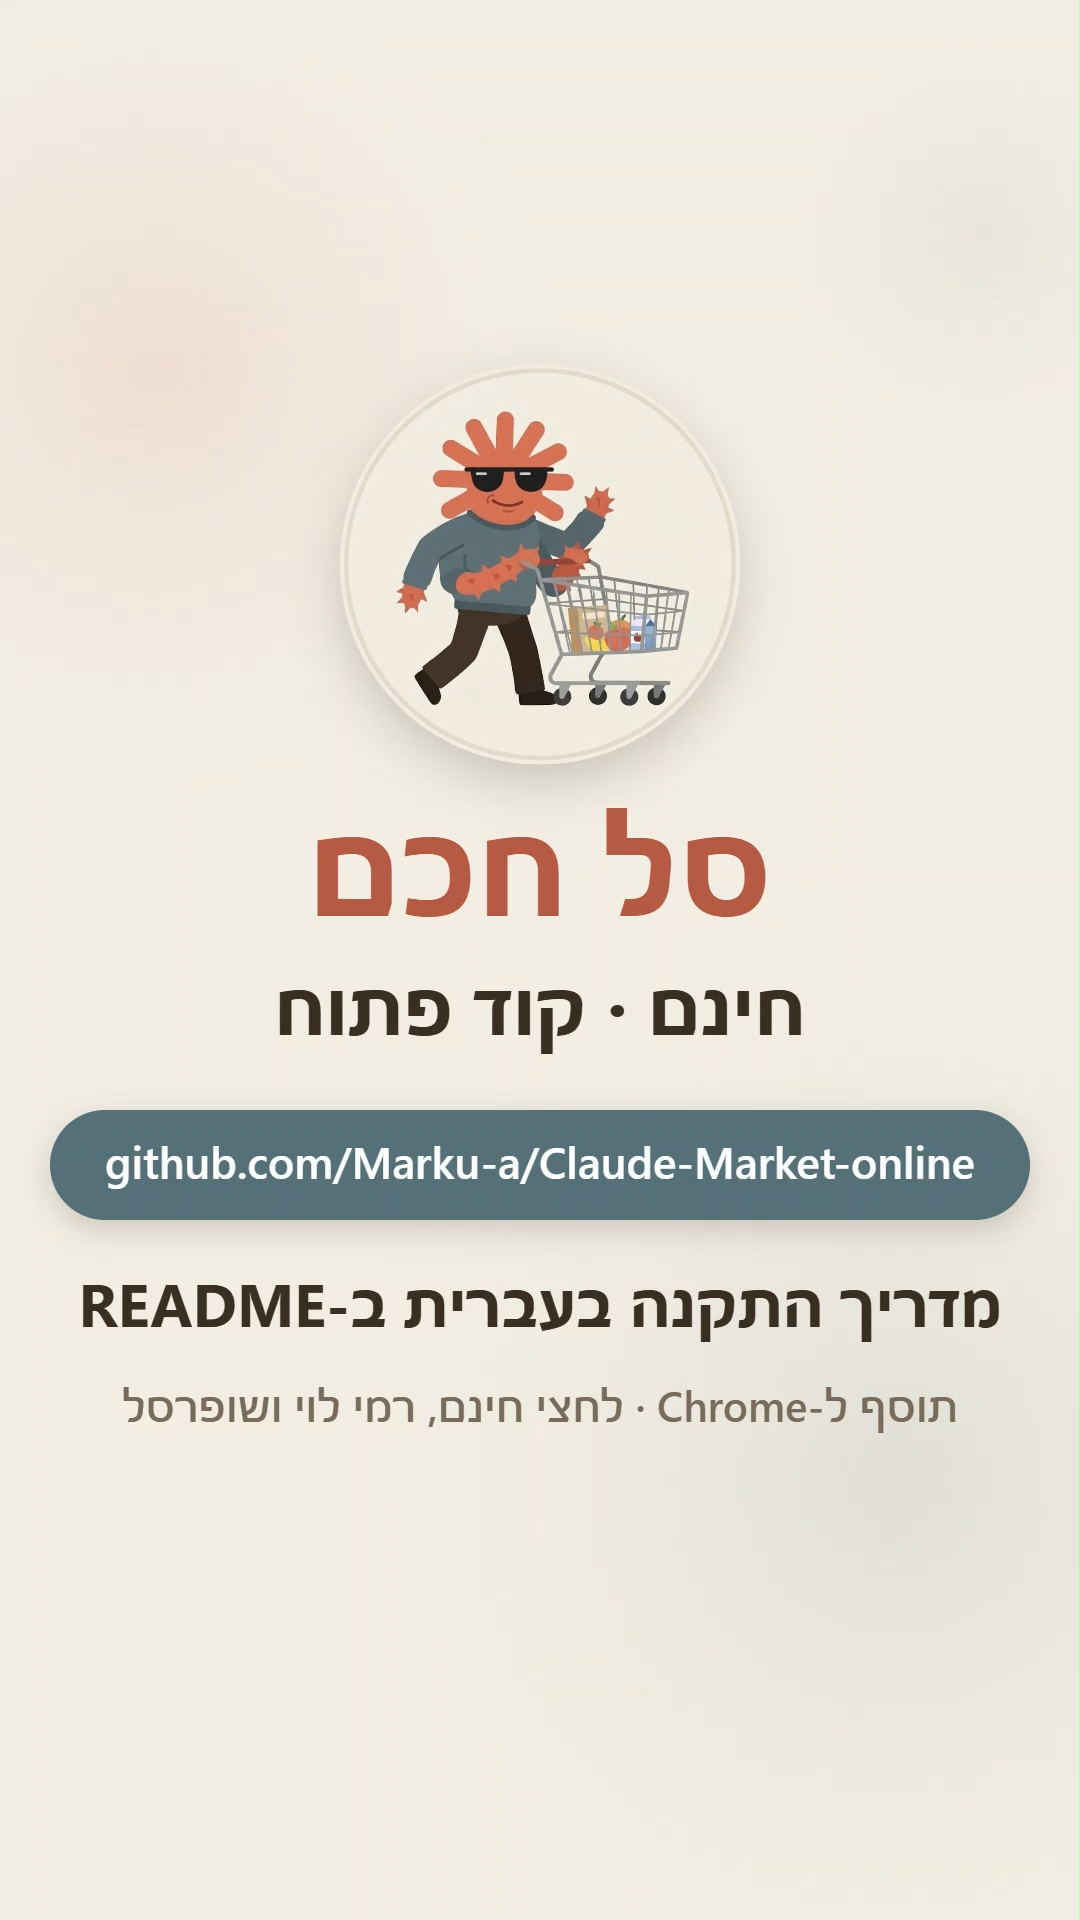 סל חכם
חינם · קוד פתוח
github.com/Marku-a/Claude-Market-online
מדריך התקנה בעברית ב-README
תוסף ל-Chrome · לחצי חינם, רמי לוי ושופרסל